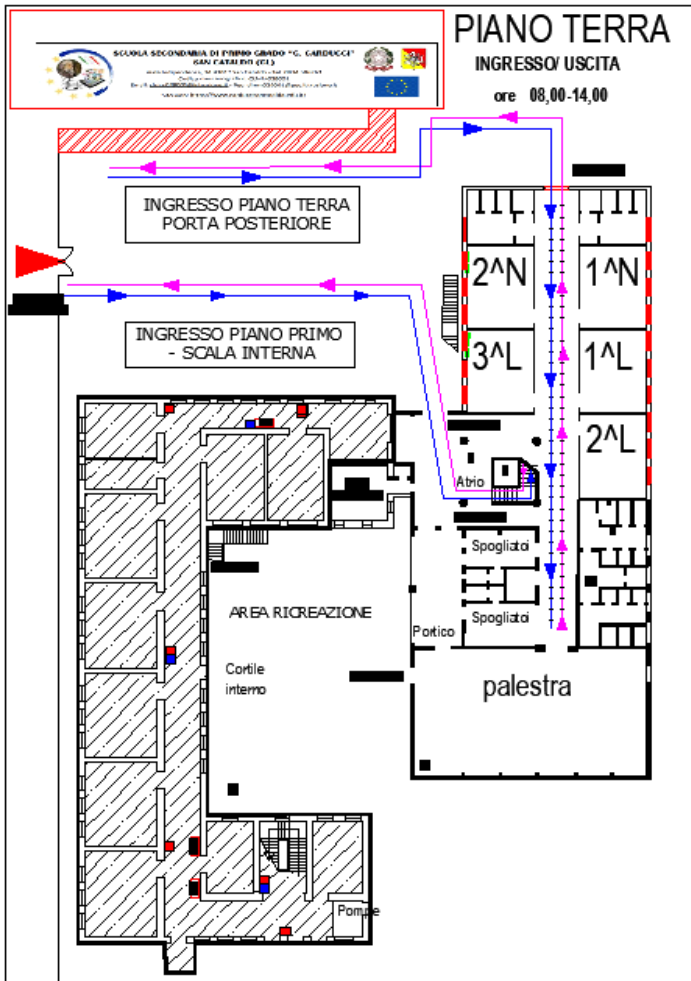 PIANO TERRA
INGRESSO/ USCITA
ore 08,00-14,00
SCUOLA SECONDARIA DI PRIMO GRADO "G. CARDUCCI"
SAN CATALDO (CL)
INGRESSO PIANO TERRA
PORTA POSTERIORE
INGRESSO PIANO PRIMO
- SCALA INTERNA
2^N
1^N
3^L
1^L
2^L
Atrio
Spogliatoi
Spogliatoi
AREA RICREAZIONE
Portico
Cortile
interno
palestra
Pompe